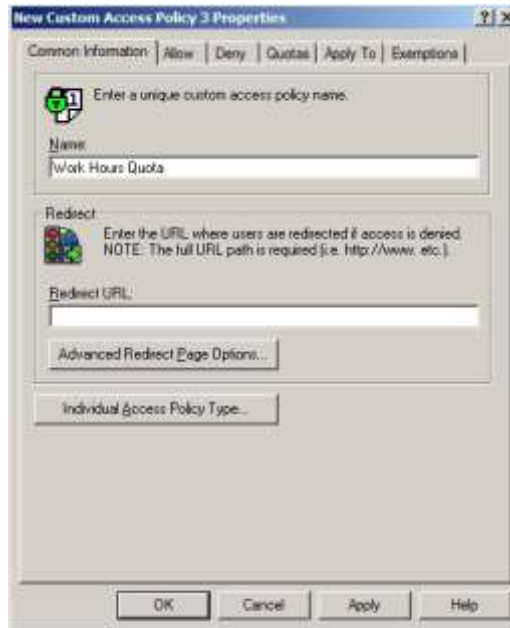 New Custom Access Policy 3 Properties
Common Information Allow Deny Quotas Apply To Exemptions
Enter a unique custom access policy name.
Name:
Work Hours Quota
Redirect
Enter the URL where users are redirected if access is denied.
NOTE: The full URL path is required (i.e. http://www. etc.).
Redirect URL:
Advanced Redirect Page Options...
Individual Access Policy Type...
OK Cancel Apply Help